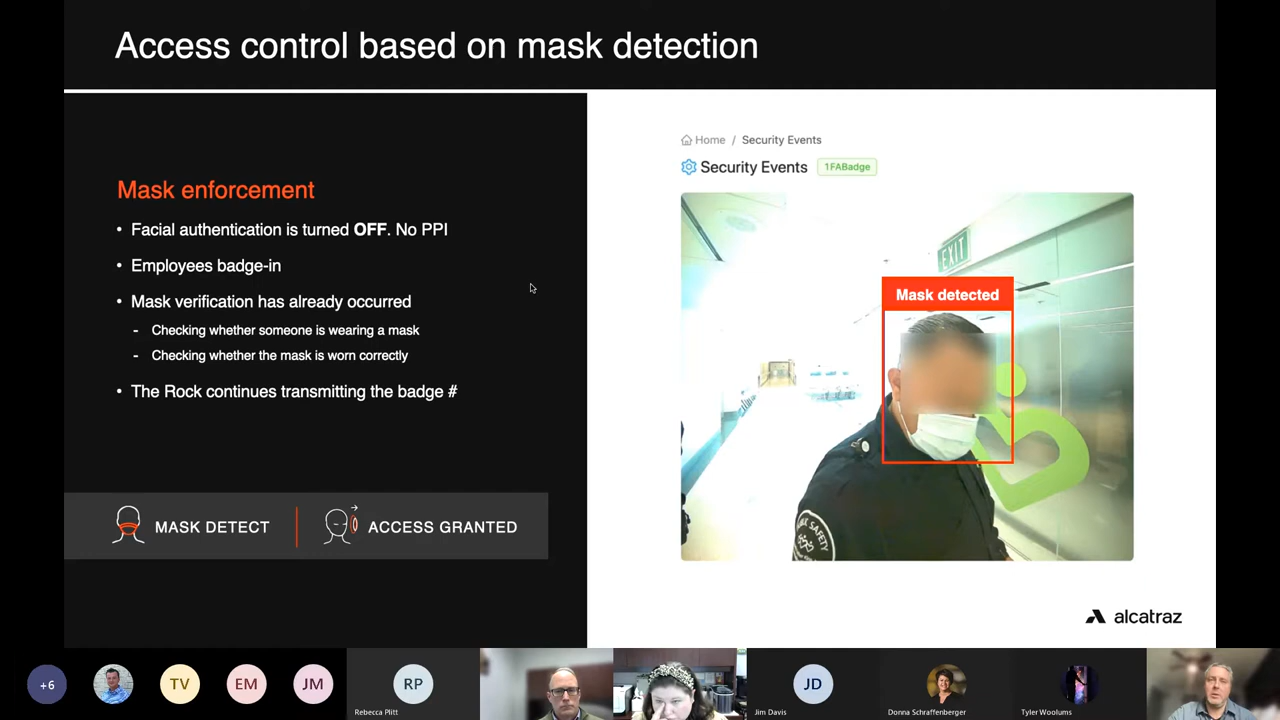 Access control based on mask detection
Mask enforcement
• Facial authentication is turned OFF. No PPI
• Employees badge-in
• Mask verification has already occurred
- Checking whether someone is wearing a mask
- Checking whether the mask is worn correctly
• The Rock continues transmitting the badge #
MASK DETECT
ACCESS GRANTED
Home / Security Events
Security Events
1FABadge
EXIT
Mask detected
SAFETY
alcatraz
+6
TV
EM
JM
RP
Rebecca Plitt
JD
Jim Davis
Donna Schraffenberger
Tyler Woolums